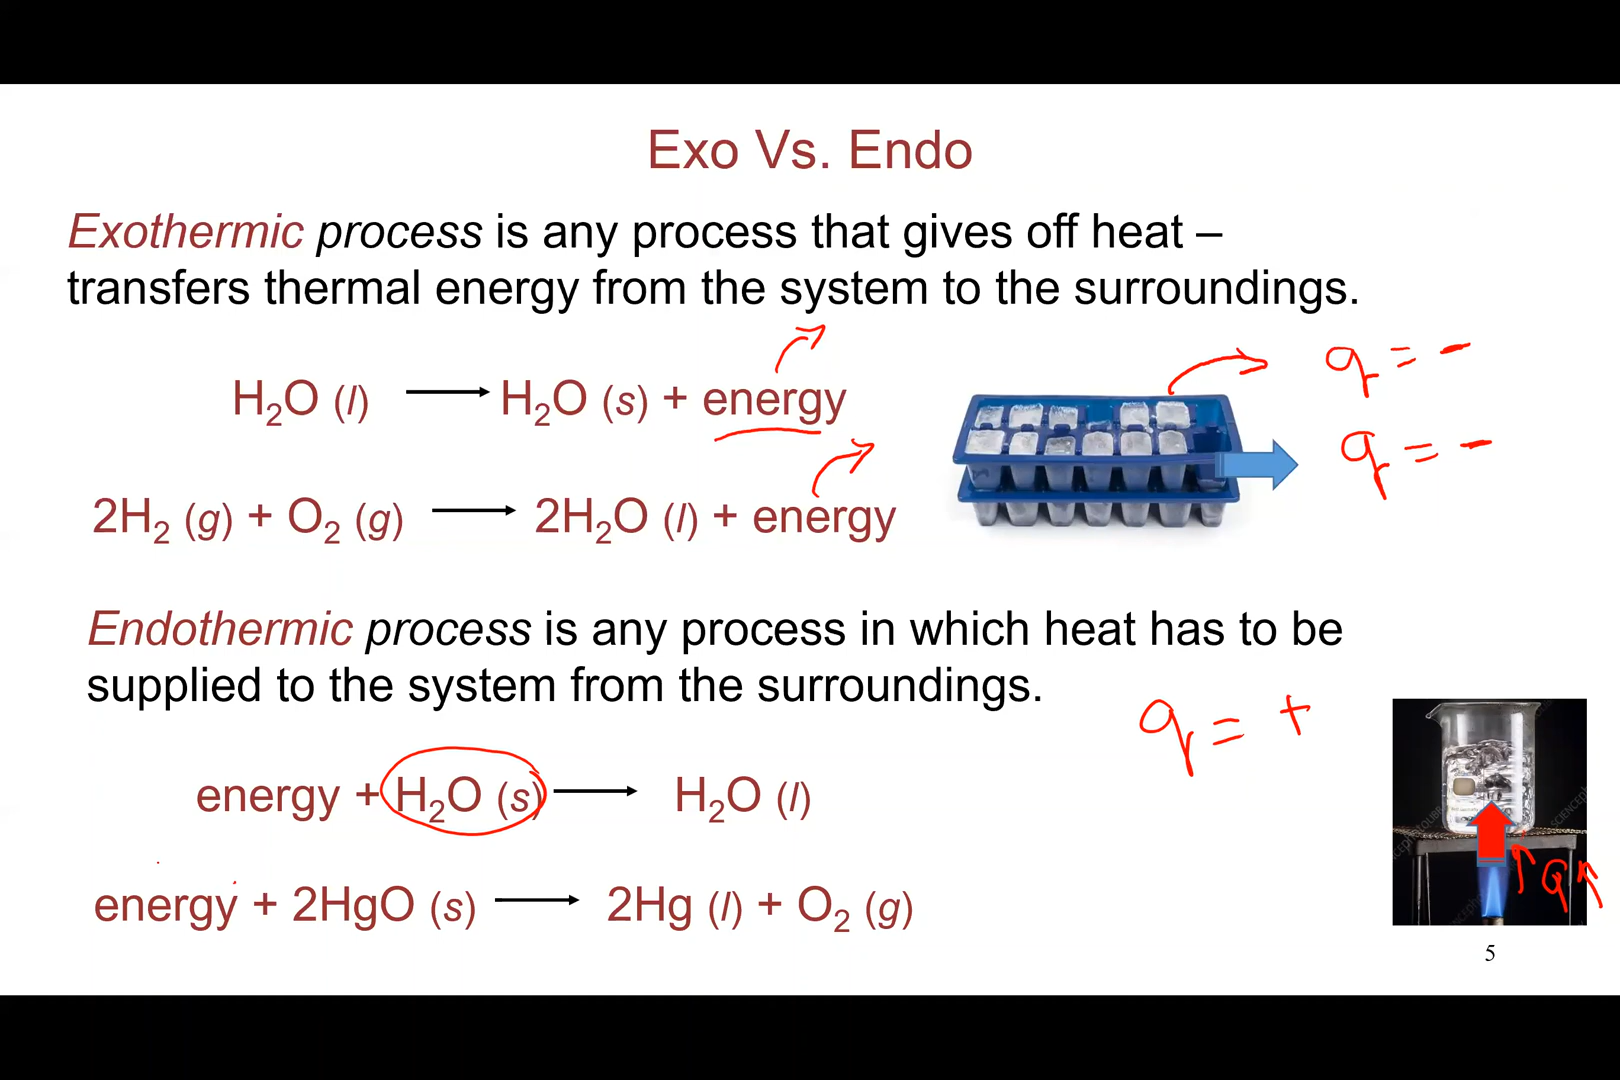 Exo Vs. Endo
Exothermic process is any process that gives off heat –
transfers thermal energy from the system to the surroundings.
H₂O (l) ⟶ H₂O (s) + energy
q = -
q = -
2H₂ (g) + O₂ (g) ⟶ 2H₂O (l) + energy
Endothermic process is any process in which heat has to be
supplied to the system from the surroundings.
q = +
energy + H₂O (s) ⟶ H₂O (l)
energy + 2HgO (s) ⟶ 2Hg (l) + O₂ (g)
5